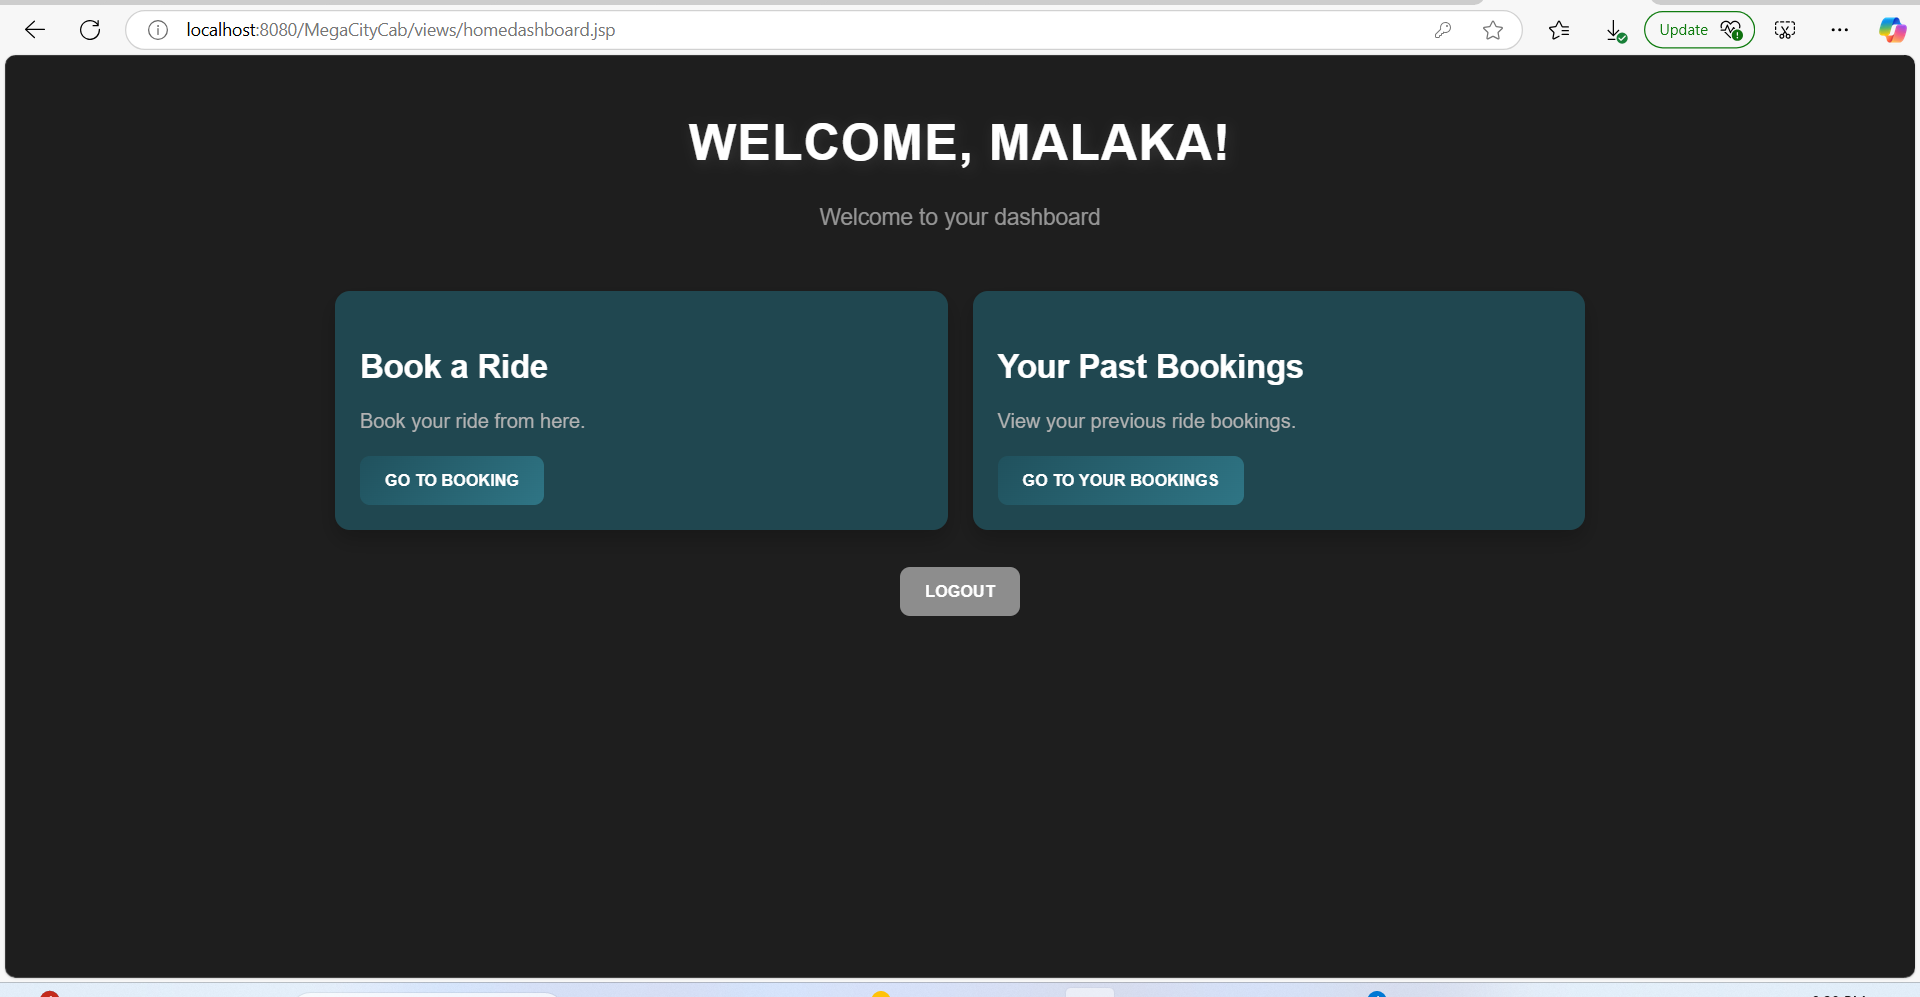 localhost:8080/MegaCityCab/views/homedashboard.jsp
Update
WELCOME, MALAKA!
Welcome to your dashboard
Book a Ride
Book your ride from here.
GO TO BOOKING
Your Past Bookings
View your previous ride bookings.
GO TO YOUR BOOKINGS
LOGOUT